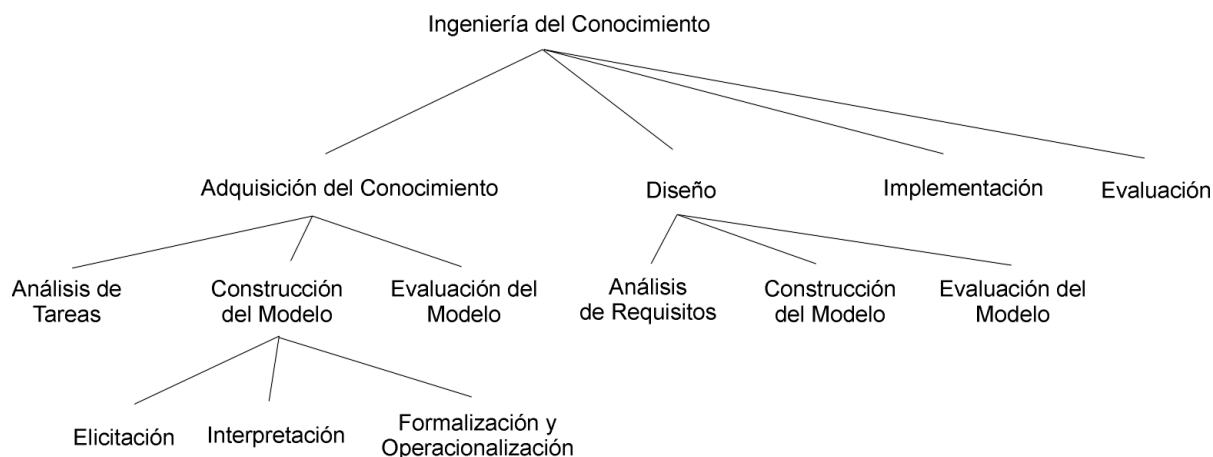 Ingeniería del Conocimiento
Adquisición del Conocimiento
Diseño
Implementación
Evaluación
Análisis de
Tareas
Construcción
del Modelo
Evaluación del
Modelo
Análisis
de Requisitos
Construcción
del Modelo
Evaluación del
Modelo
Elicitación
Interpretación
Formalización y
Operacionalización